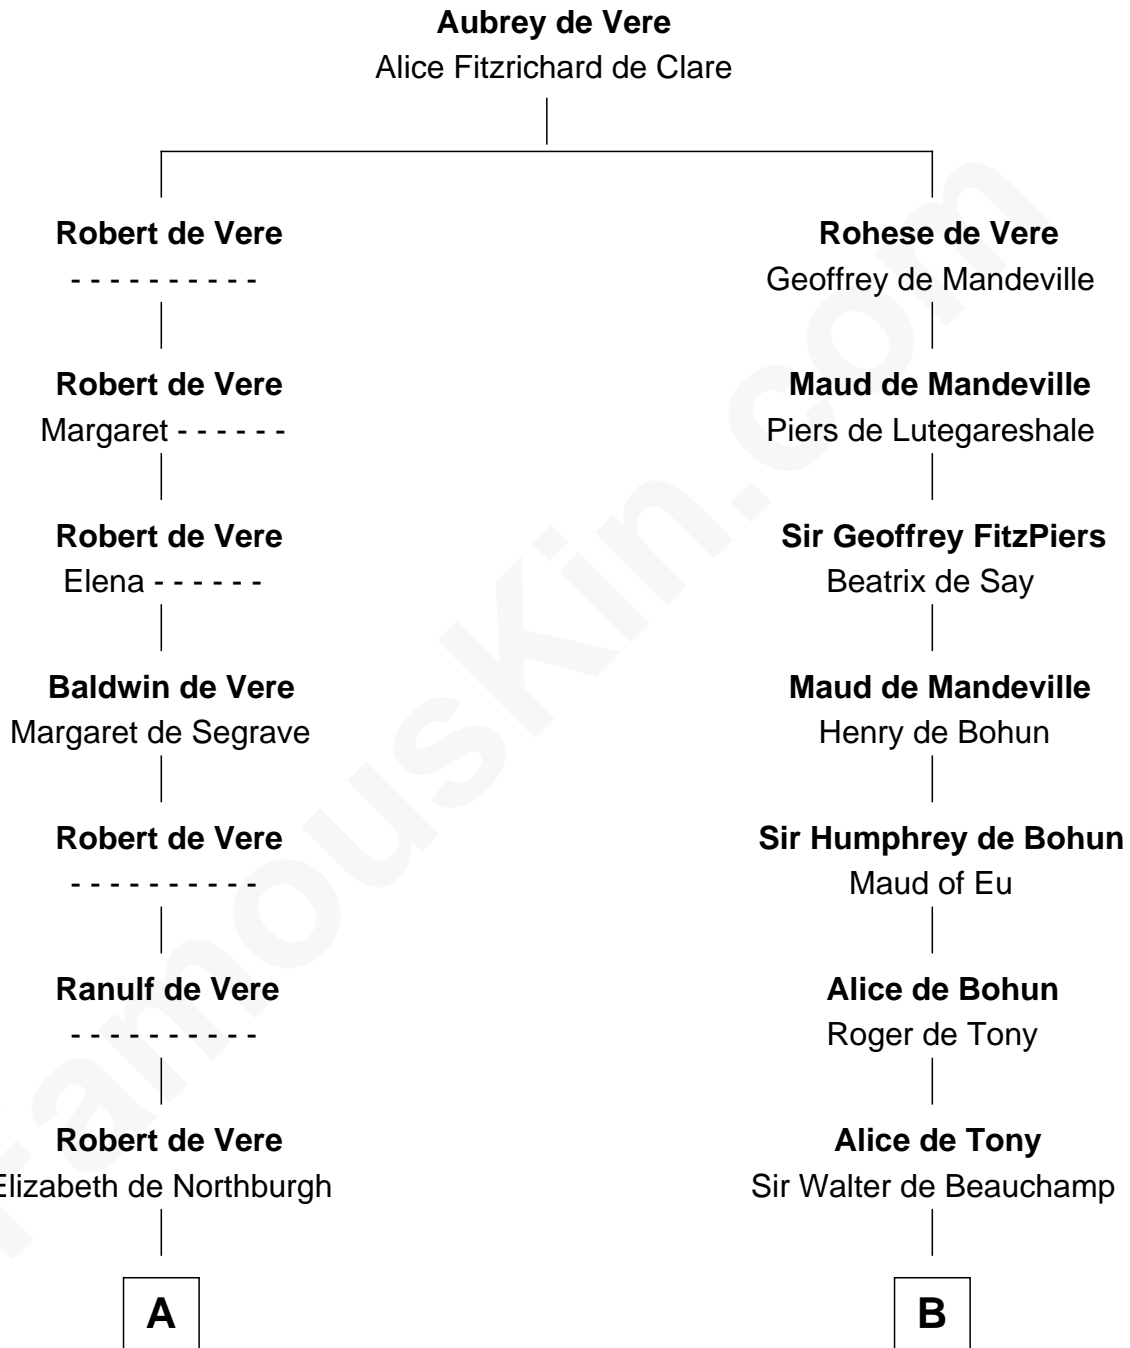 Aubrey de Vere
Alice Fitzrichard de Clare
Robert de Vere
- - - - - - - - - -
Rohese de Vere
Geoffrey de Mandeville
Robert de Vere
Margaret - - - - - -
Maud de Mandeville
Piers de Lutegareshale
Robert de Vere
Elena - - - - - -
Sir Geoffrey FitzPiers
Beatrix de Say
Baldwin de Vere
Margaret de Segrave
Maud de Mandeville
Henry de Bohun
Robert de Vere
- - - - - - - - - -
Sir Humphrey de Bohun
Maud of Eu
Ranulf de Vere
- - - - - - - - - -
Alice de Bohun
Roger de Tony
Robert de Vere
Elizabeth de Northburgh
Alice de Tony
Sir Walter de Beauchamp
A
B
FamousKin.com